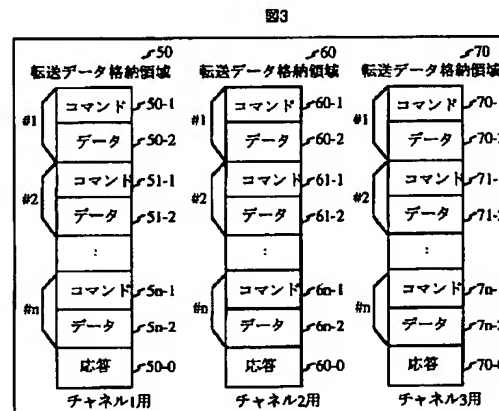 図3
50 60 70
転送データ格納領域 転送データ格納領域 転送データ格納領域
#1 コマンド 50-1 #1 コマンド 60-1 #1 コマンド 70-
データ 50-2 データ 60-2 データ 70-
#2 コマンド 51-1 #2 コマンド 61-1 #2 コマンド 71-
データ 51-2 データ 61-2 データ 71-
: : :
#n コマンド 5n-1 #n コマンド 6n-1 #n コマンド 7n-
データ 5n-2 データ 6n-2 データ 7n-
応答 50-0 応答 60-0 応答 70-
チャネル1用 チャネル2用 チャネル3用